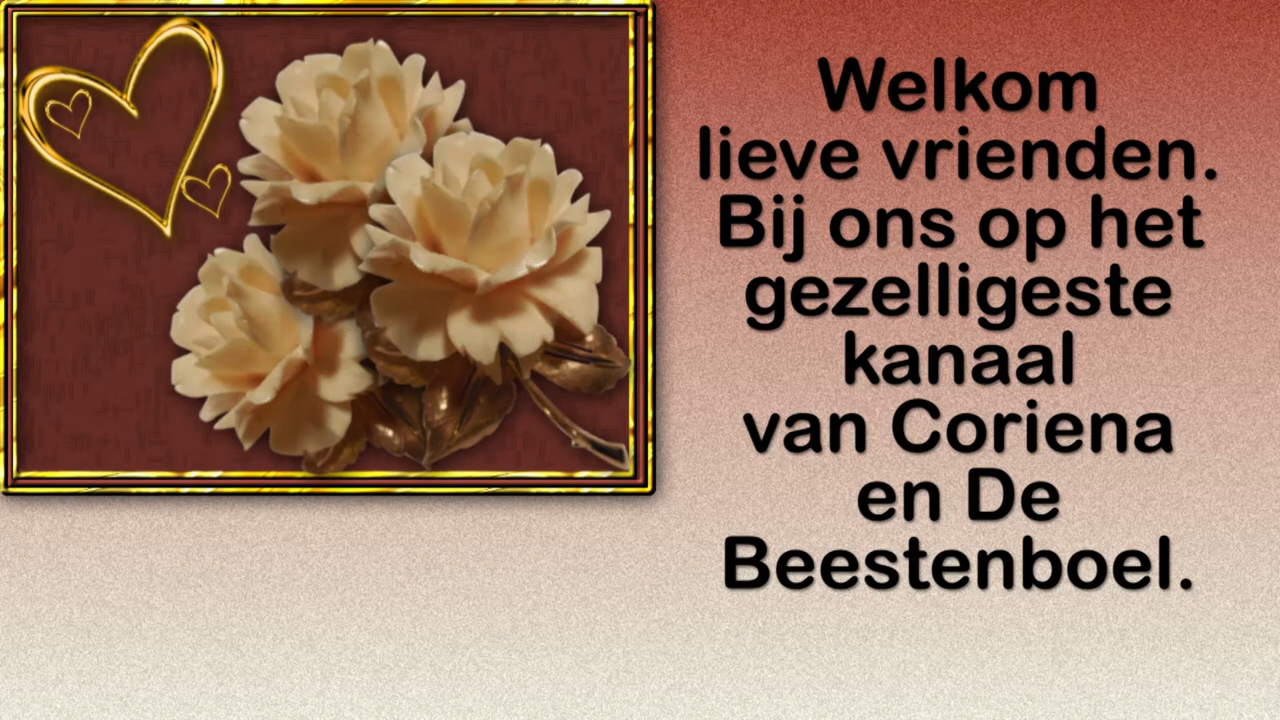 Welkom
lieve vrienden.
Bij ons op het
gezelligeste
kanaal
van Coriena
en De
Beestenboel.